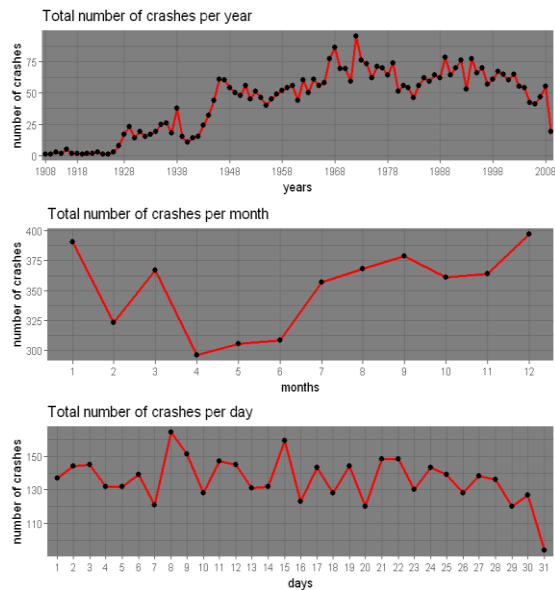 Total number of crashes per year
number of crashes
75
50
25
0
1908 1918 1928 1938 1948 1958 1968 1978 1988 1998 2008
years
Total number of crashes per month
number of crashes
400
375
350
325
300
1 2 3 4 5 6 7 8 9 10 11 12
months
Total number of crashes per day
number of crashes
150
130
110
1 2 3 4 5 6 7 8 9 10 11 12 13 14 15 16 17 18 19 20 21 22 23 24 25 26 27 28 29 30 31
days